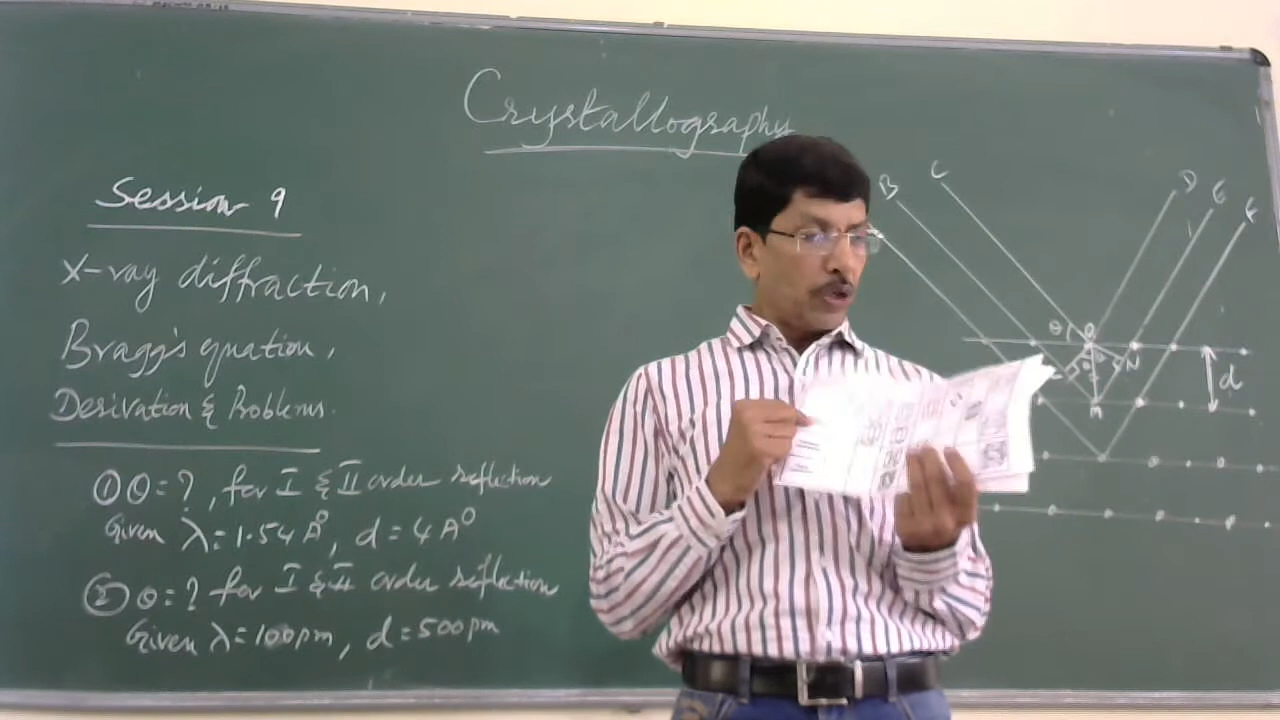 Crystallography
Session 9
X-ray diffraction,
Bragg's equation,
Derivation & Problems.
① θ = ?, for I & II order reflection
Given λ = 1.54 A°, d = 4 A°
② θ = ? for I & II order reflection
Given λ = 100pm, d = 500pm
B C D E F
θ O
θ N d
M